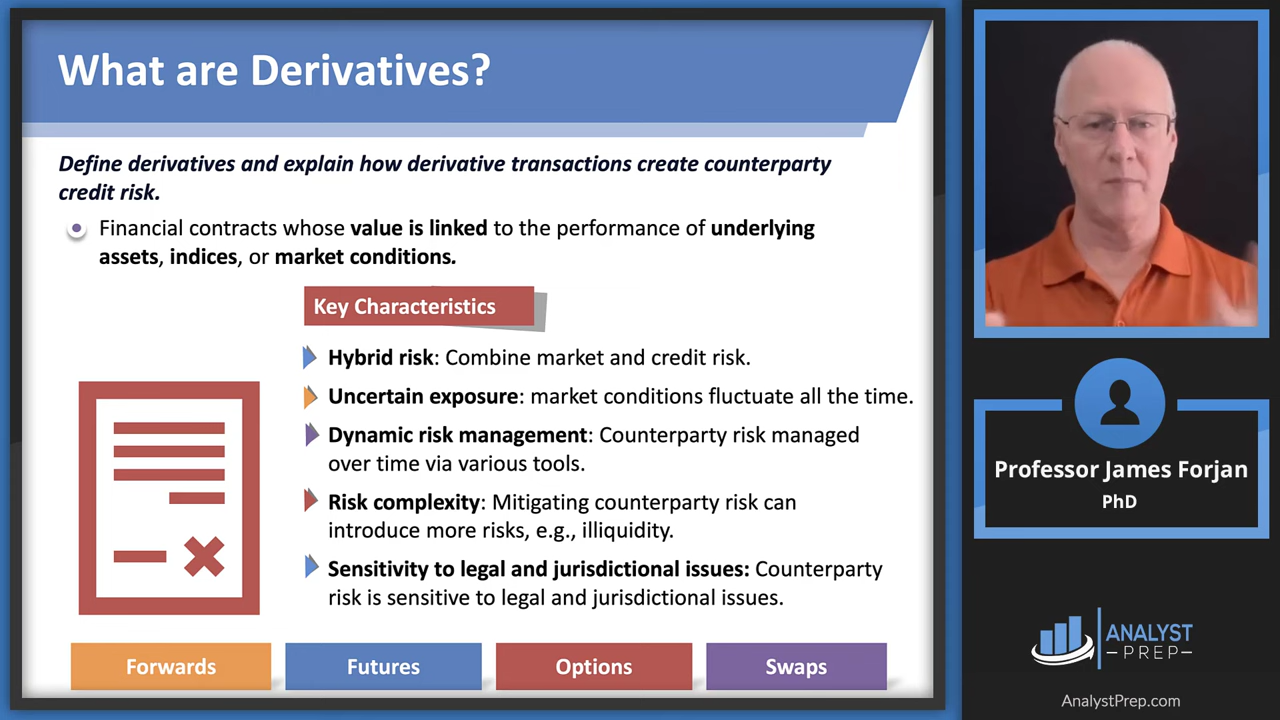 What are Derivatives?
Define derivatives and explain how derivative transactions create counterparty
credit risk.
Financial contracts whose value is linked to the performance of underlying
assets, indices, or market conditions.
Key Characteristics
Hybrid risk: Combine market and credit risk.
Uncertain exposure: market conditions fluctuate all the time.
Dynamic risk management: Counterparty risk managed
over time via various tools.
Risk complexity: Mitigating counterparty risk can
introduce more risks, e.g., illiquidity.
Sensitivity to legal and jurisdictional issues: Counterparty
risk is sensitive to legal and jurisdictional issues.
Forwards
Futures
Options
Swaps
Professor James Forjan
PhD
ANALYST
PREP
AnalystPrep.com